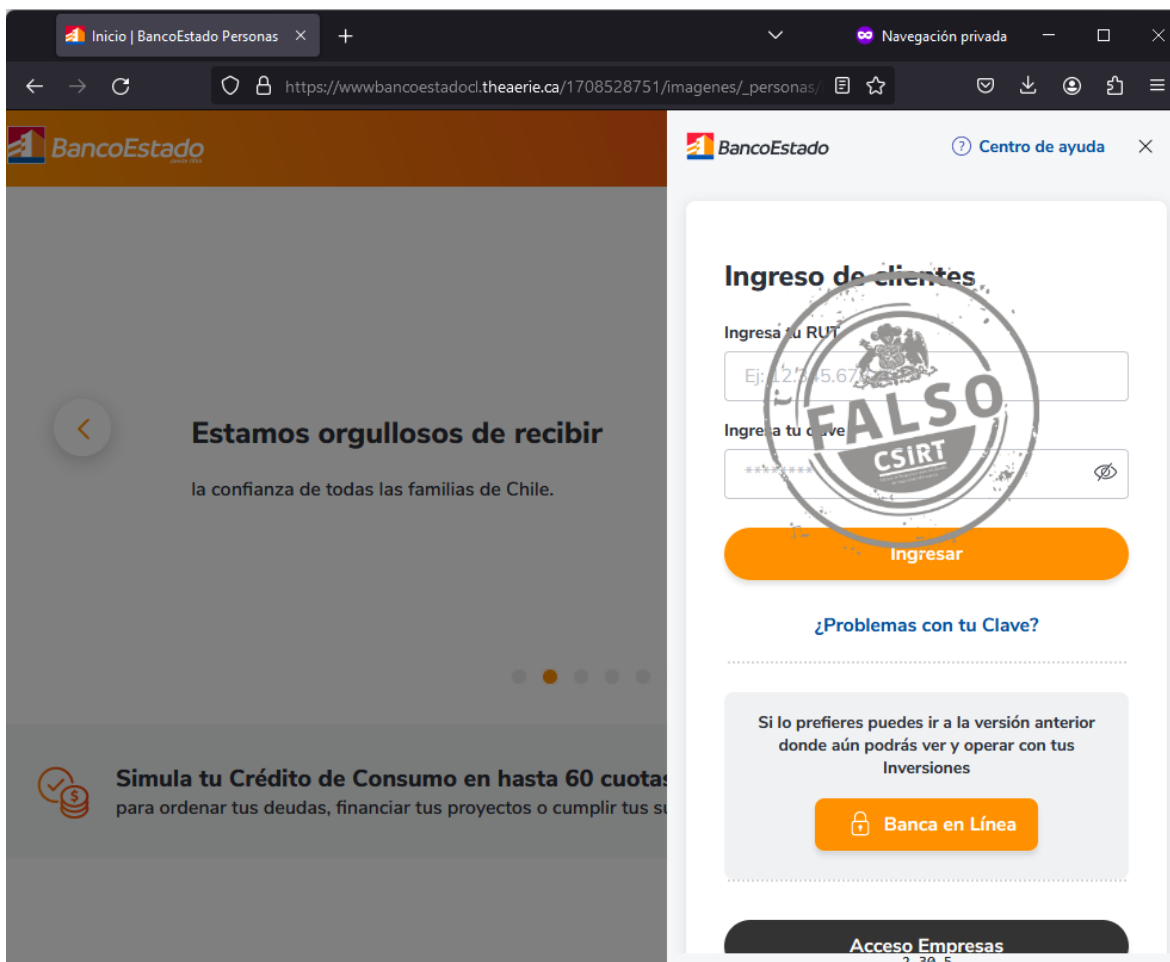 Inicio | BancoEstado Personas
Navegación privada
https://wwwbancoestadocl.theaerie.ca/1708528751/imagenes/_personas/
BancoEstado
BancoEstado
Centro de ayuda
Ingreso de clientes
Ingresa tu RUT
Ej: 12.345.67
FALSO
CSIRT
Ingresa tu clave
********
Ingresar
Estamos orgullosos de recibir
la confianza de todas las familias de Chile.
¿Problemas con tu Clave?
Si lo prefieres puedes ir a la versión anterior
donde aún podrás ver y operar con tus
Inversiones
Banca en Línea
Simula tu Crédito de Consumo en hasta 60 cuotas
para ordenar tus deudas, financiar tus proyectos o cumplir tus
Acceso Empresas